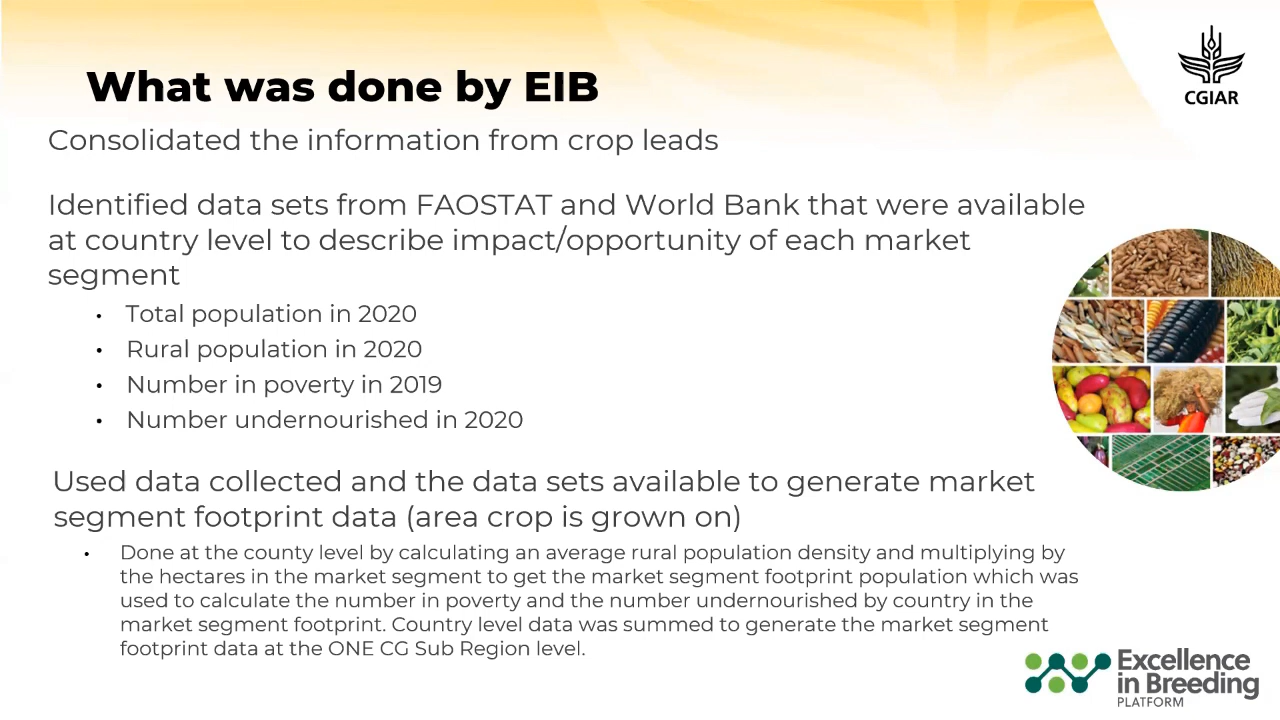 What was done by EIB
CGIAR
Consolidated the information from crop leads
Identified data sets from FAOSTAT and World Bank that were available
at country level to describe impact/opportunity of each market
segment
• Total population in 2020
• Rural population in 2020
• Number in poverty in 2019
• Number undernourished in 2020
Used data collected and the data sets available to generate market
segment footprint data (area crop is grown on)
• Done at the county level by calculating an average rural population density and multiplying by
the hectares in the market segment to get the market segment footprint population which was
used to calculate the number in poverty and the number undernourished by country in the
market segment footprint. Country level data was summed to generate the market segment
footprint data at the ONE CG Sub Region level.
Excellence
in Breeding
PLATFORM